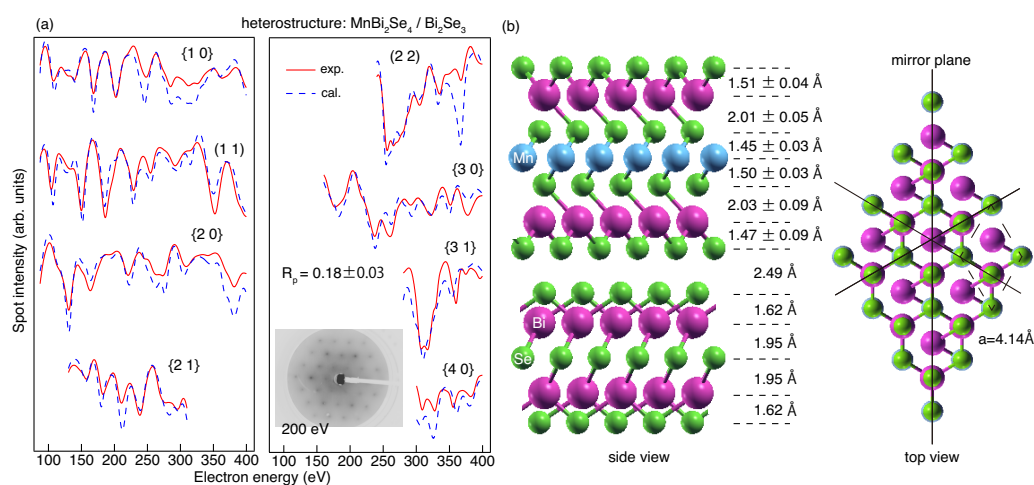 (a)
heterostructure: MnBi2Se4 / Bi2Se3
(b)
{1 0}
(1 1)
{2 0}
{2 1}
(2 2)
exp.
cal.
{3 0}
{3 1}
Rp = 0.18±0.03
{4 0}
200 eV
Spot intensity (arb. units)
100 150 200 250 300 350 400
100 150 200 250 300 350 400
Electron energy (eV)
1.51 ± 0.04 Å
2.01 ± 0.05 Å
1.45 ± 0.03 Å
1.50 ± 0.03 Å
2.03 ± 0.09 Å
1.47 ± 0.09 Å
2.49 Å
1.62 Å
1.95 Å
1.95 Å
1.62 Å
Mn
Bi
Se
side view
mirror plane
a=4.14Å
top view